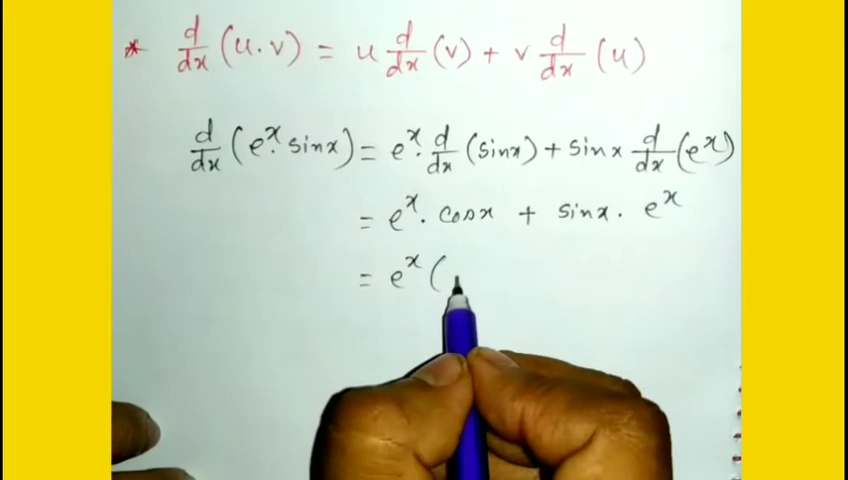 * d/dx (u.v) = u d/dx (v) + v d/dx (u)
d/dx (e^x. sinx) = e^x. d/dx (sinx) + sinx d/dx (e^x)
= e^x. cosx + sinx. e^x
= e^x (